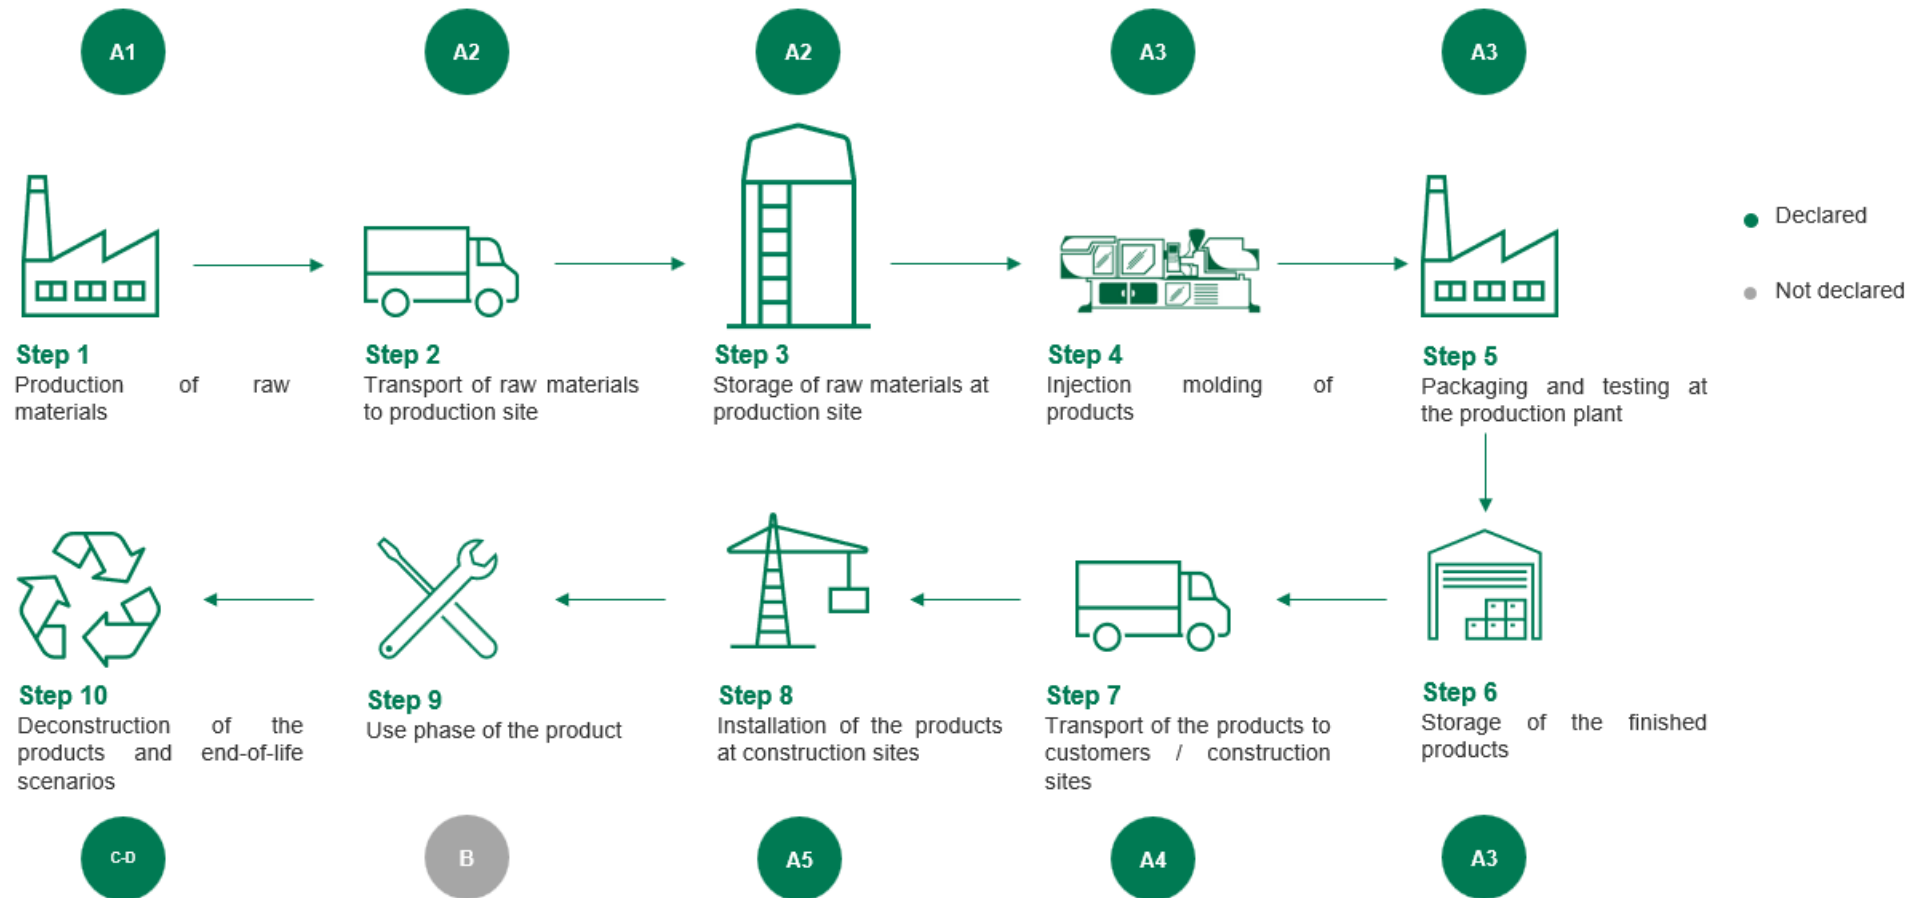 A1
A2
A2
A3
A3
Declared
Not declared
Step 1
Production of raw
materials
Step 2
Transport of raw materials
to production site
Step 3
Storage of raw materials at
production site
Step 4
Injection molding of
products
Step 5
Packaging and testing at
the production plant
Step 10
Deconstruction of the
products and end-of-life
scenarios
Step 9
Use phase of the product
Step 8
Installation of the products
at construction sites
Step 7
Transport of the products to
customers / construction
sites
Step 6
Storage of the finished
products
C-D
B
A5
A4
A3